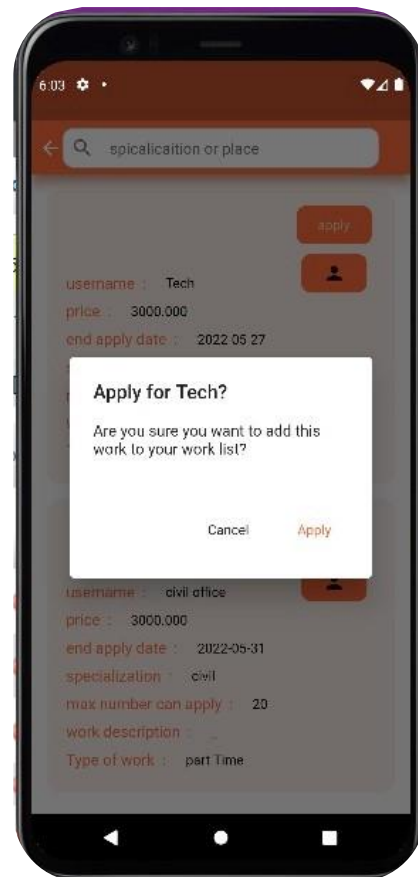 6:03
spicalicaition or place
apply
username : Tech
price : 3000.000
end apply date : 2022 05 27
Apply for Tech?
Are you sure you want to add this
work to your work list?
Cancel Apply
username : civil office
price : 3000.000
end apply date : 2022-05-31
specialization : civil
max number can apply : 20
work description : _
Type of work : part Time